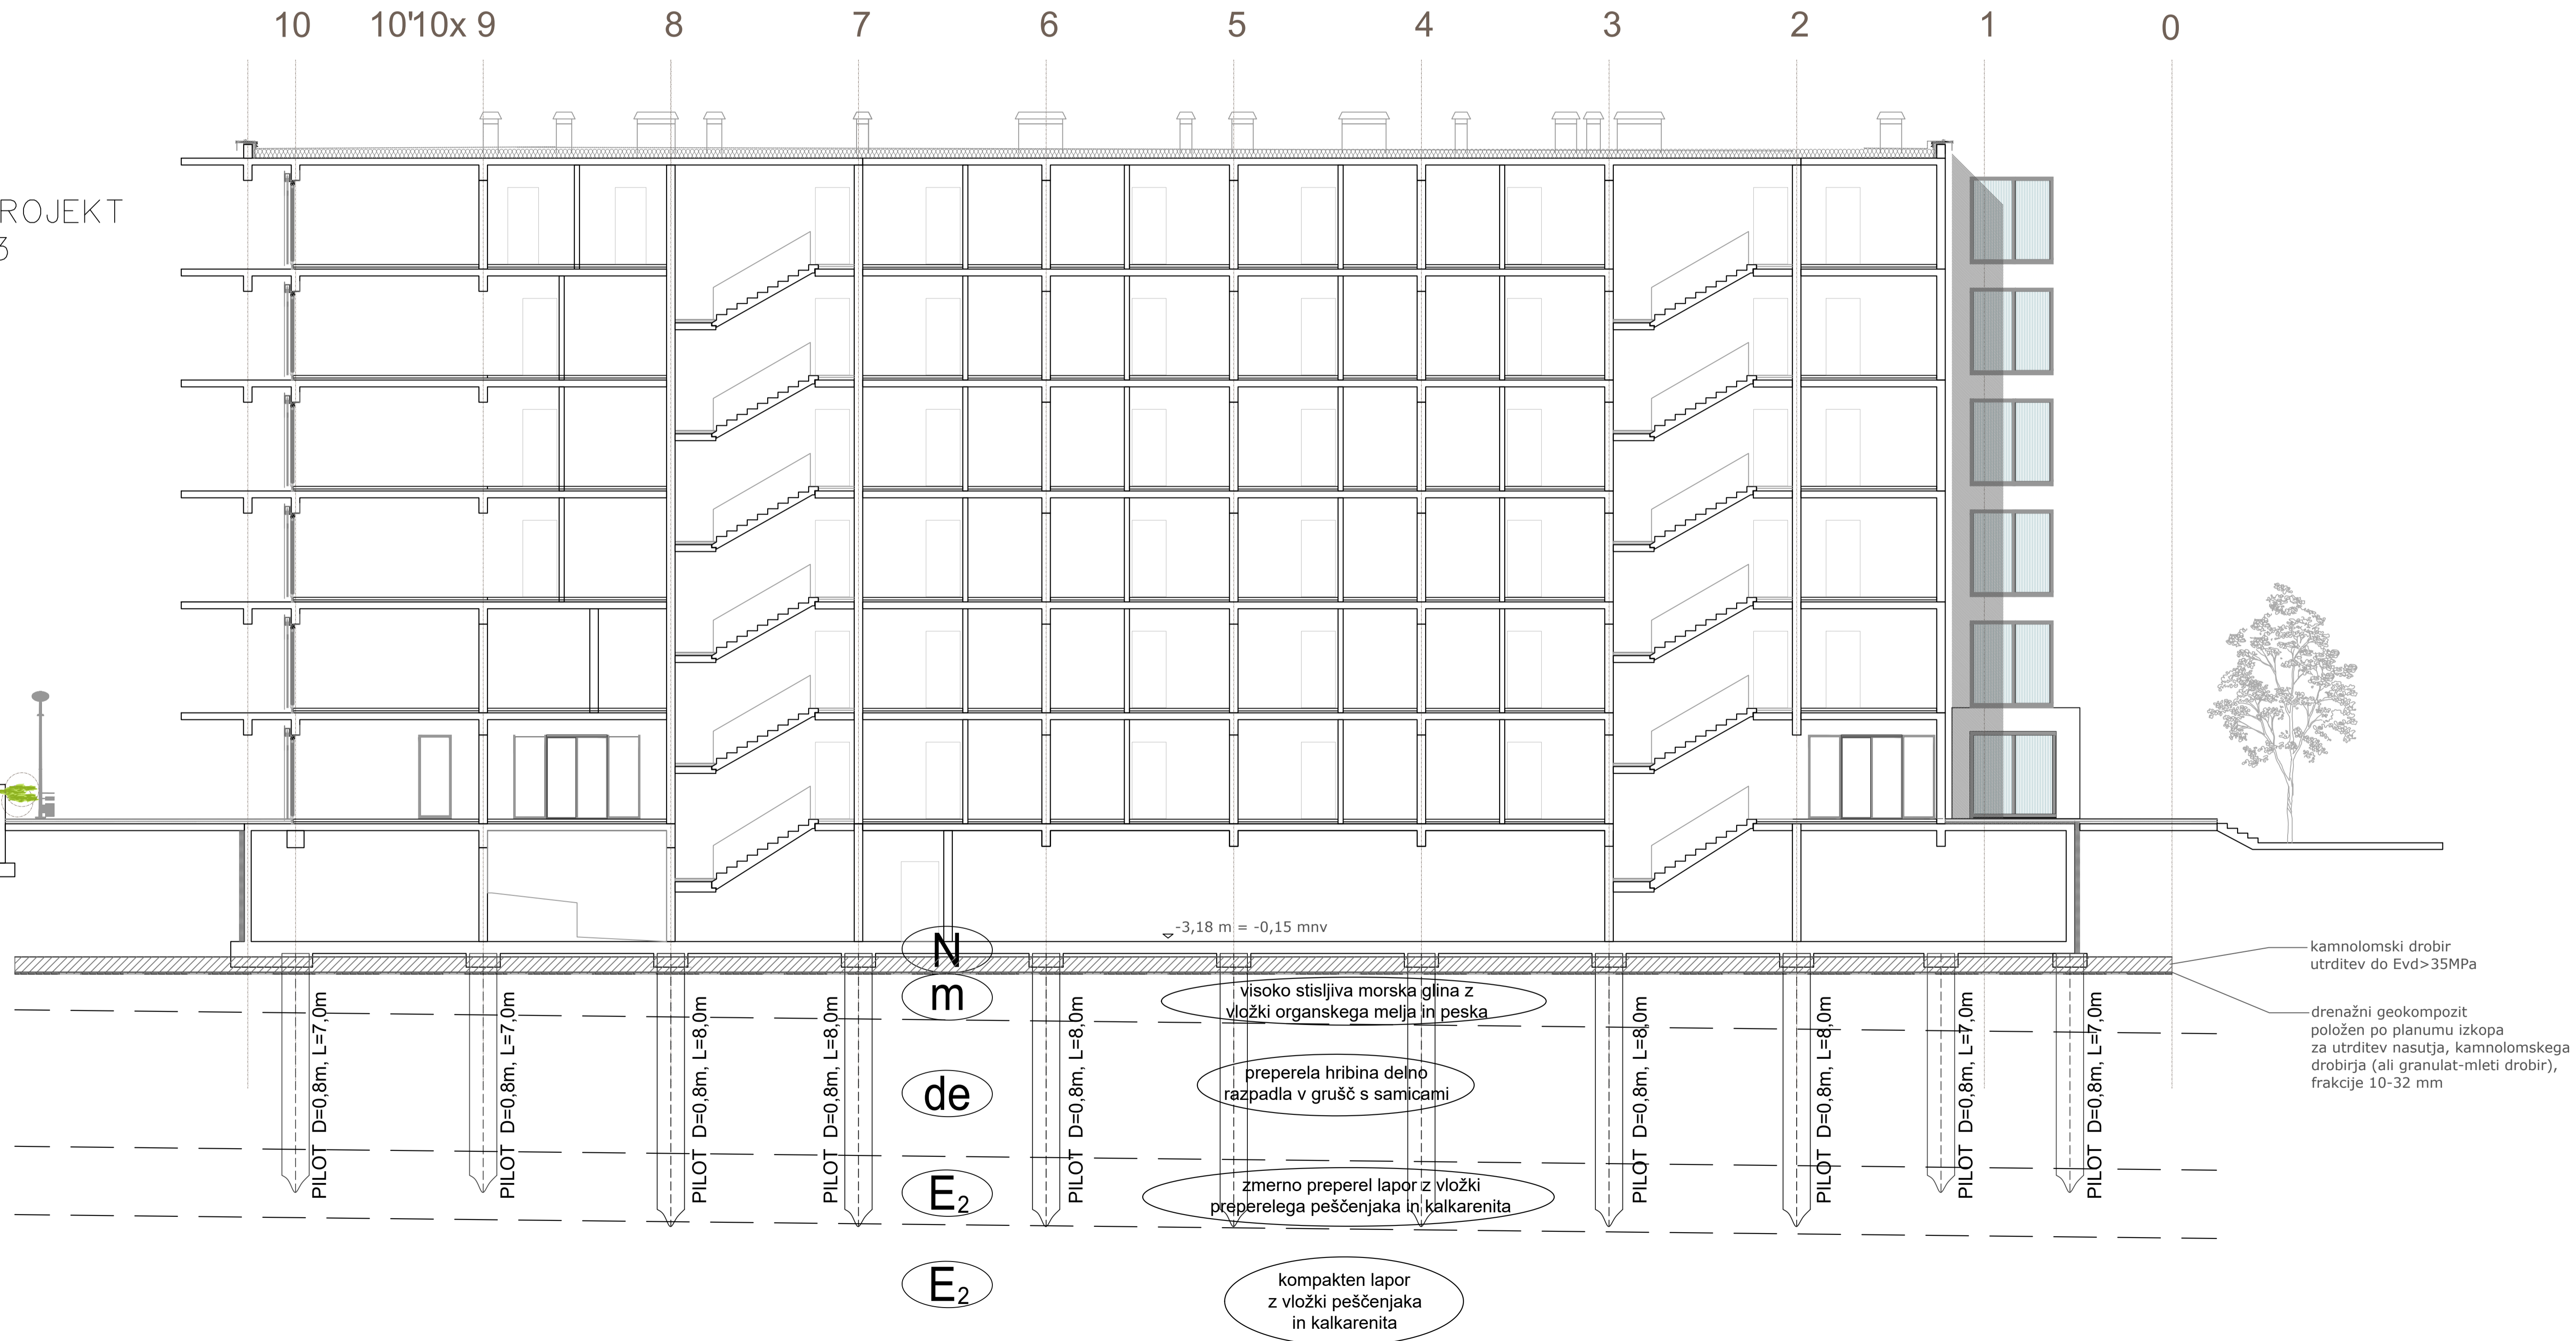 10 10'10x 9 8 7 6 5 4 3 2 1 0
ROJEKT
3
-3,18 m = -0,15 mnv
N
m
de
E₂
E₂
visoko stisljiva morska glina z
vložki organskega melja in peska
preperela hribina delno
razpadla v grušč s samicami
zmerno preperel lapor z vložki
preperelega peščenjaka in kalkarenita
kompakten lapor
z vložki peščenjaka
in kalkarenita
PILOT D=0,8m, L=7,0m
PILOT D=0,8m, L=7,0m
PILOT D=0,8m, L=8,0m
PILOT D=0,8m, L=8,0m
PILOT D=0,8m, L=8,0m
PILOT D=0,8m, L=8,0m
PILOT D=0,8m, L=8,0m
PILOT D=0,8m, L=7,0m
PILOT D=0,8m, L=7,0m
kamnolomski drobir
utrditev do Evd>35MPa
drenažni geokompozit
položen po planumu izkopa
za utrditev nasutja, kamnolomskega
drobirja (ali granulat-mleti drobir),
frakcije 10-32 mm